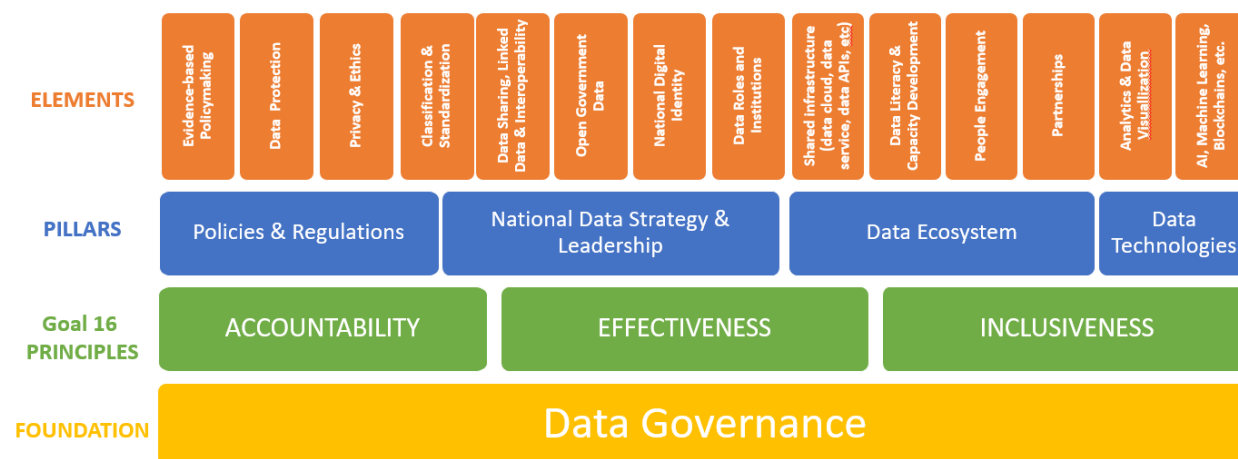 ELEMENTS
Evidence-based
Policymaking
Data Protection
Privacy & Ethics
Classification &
Standardization
Data Sharing, Linked
Data & Interoperability
Open Government
Data
National Digital
Identity
Data Roles and
Institutions
Shared infrastructure
(data cloud, data
service, data APIs, etc)
Data Literacy &
Capacity Development
People Engagement
Partnerships
Analytics & Data
Visuallization
AI, Machine Learning,
Blockchains, etc.
PILLARS
Policies & Regulations
National Data Strategy &
Leadership
Data Ecosystem
Data
Technologies
Goal 16
PRINCIPLES
ACCOUNTABILITY
EFFECTIVENESS
INCLUSIVENESS
FOUNDATION
Data Governance